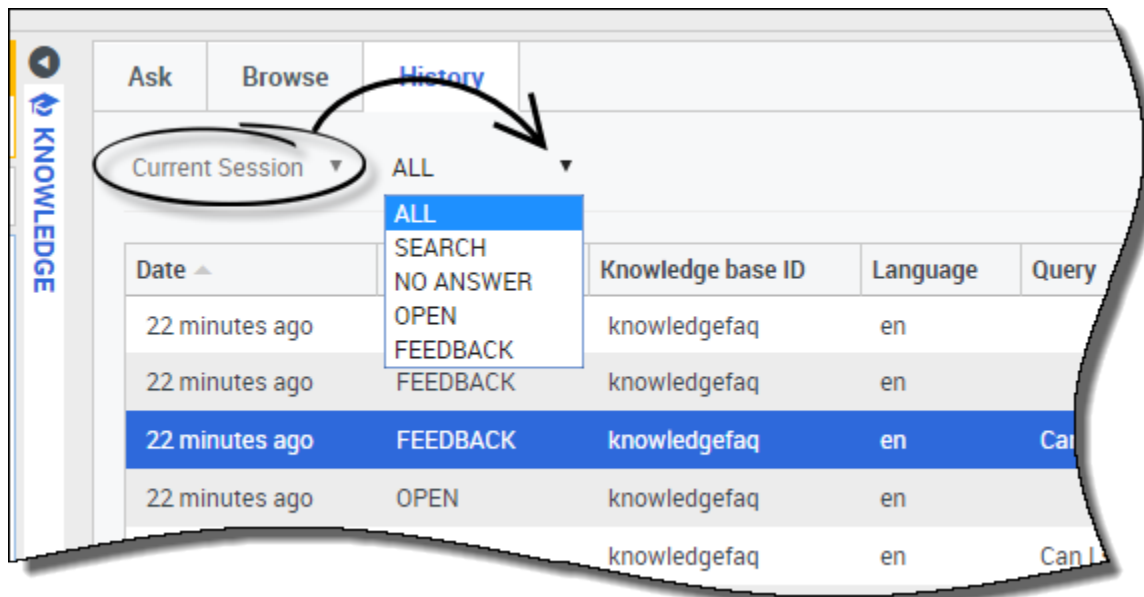 KNOWLEDGE
Ask Browse History
Current Session ALL
ALL
SEARCH
NO ANSWER
OPEN
FEEDBACK
Date Knowledge base ID Language Query
22 minutes ago knowledgefaq en
22 minutes ago FEEDBACK knowledgefaq en
22 minutes ago FEEDBACK knowledgefaq en
22 minutes ago OPEN knowledgefaq en
knowledgefaq en Can